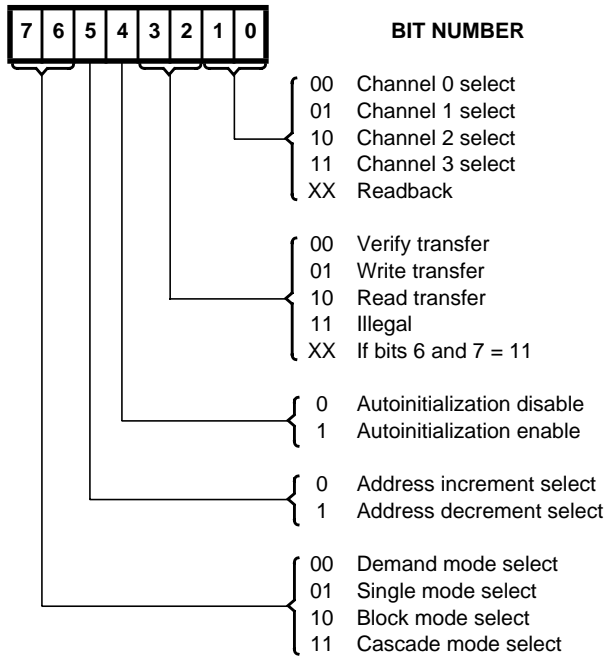 7 6 5 4 3 2 1 0 BIT NUMBER
00 Channel 0 select
01 Channel 1 select
10 Channel 2 select
11 Channel 3 select
XX Readback
00 Verify transfer
01 Write transfer
10 Read transfer
11 Illegal
XX If bits 6 and 7 = 11
0 Autoinitialization disable
1 Autoinitialization enable
0 Address increment select
1 Address decrement select
00 Demand mode select
01 Single mode select
10 Block mode select
11 Cascade mode select